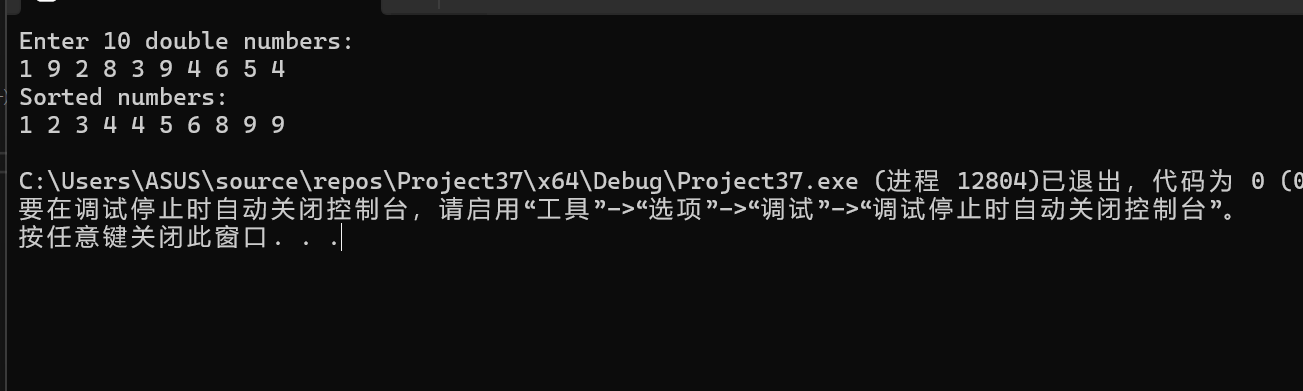 Enter 10 double numbers:
1 9 2 8 3 9 4 6 5 4
Sorted numbers:
1 2 3 4 4 5 6 8 9 9
C:\Users\ASUS\source\repos\Project37\x64\Debug\Project37.exe (进程 12804)已退出，代码为 0 (0
要在调试停止时自动关闭控制台，请启用“工具”->“选项”->“调试”->“调试停止时自动关闭控制台”。
按任意键关闭此窗口. . .